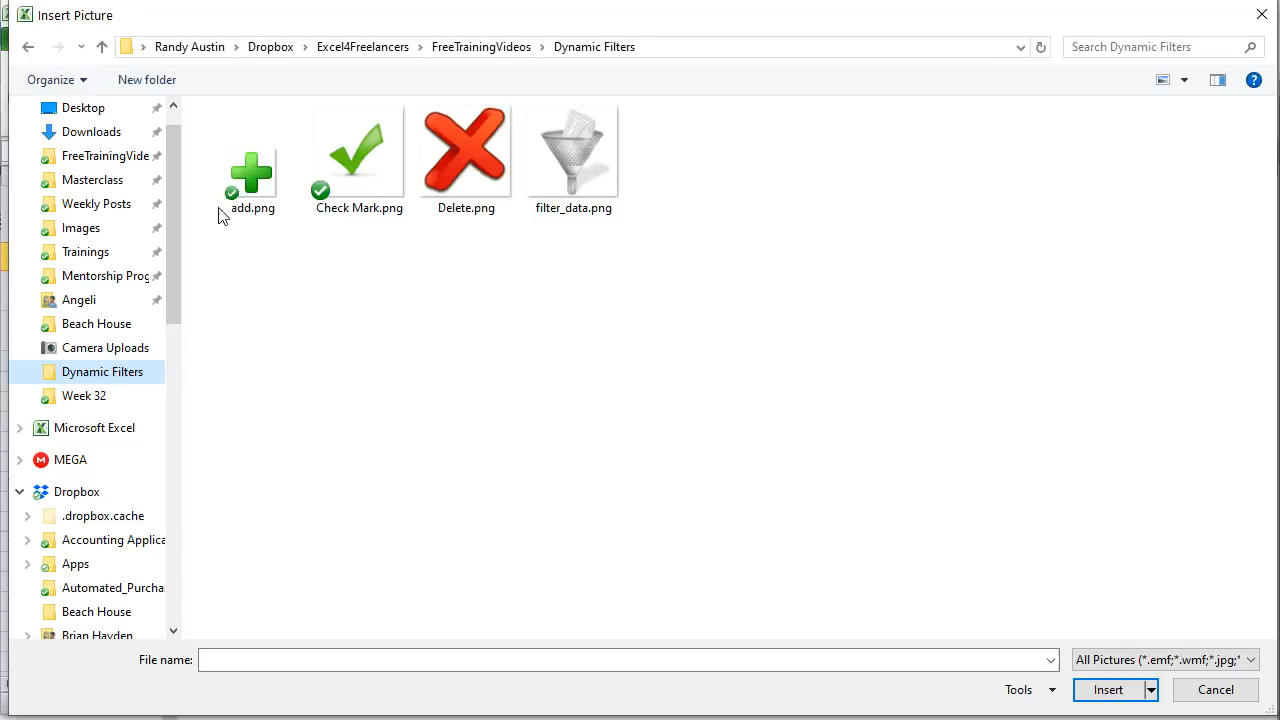 Insert Picture
Randy Austin > Dropbox > Excel4Freelancers > FreeTrainingVideos > Dynamic Filters
Search Dynamic Filters
Organize
New folder
Desktop
Downloads
FreeTrainingVide
Masterclass
Weekly Posts
Images
Trainings
Mentorship Prog
Angeli
Beach House
Camera Uploads
Dynamic Filters
Week 32
Microsoft Excel
MEGA
Dropbox
.dropbox.cache
Accounting Applica
Apps
Automated_Purcha
Beach House
Brian Hayden
add.png
Check Mark.png
Delete.png
filter_data.png
File name:
All Pictures (*.emf;*.wmf;*.jpg;*
Tools
Insert
Cancel